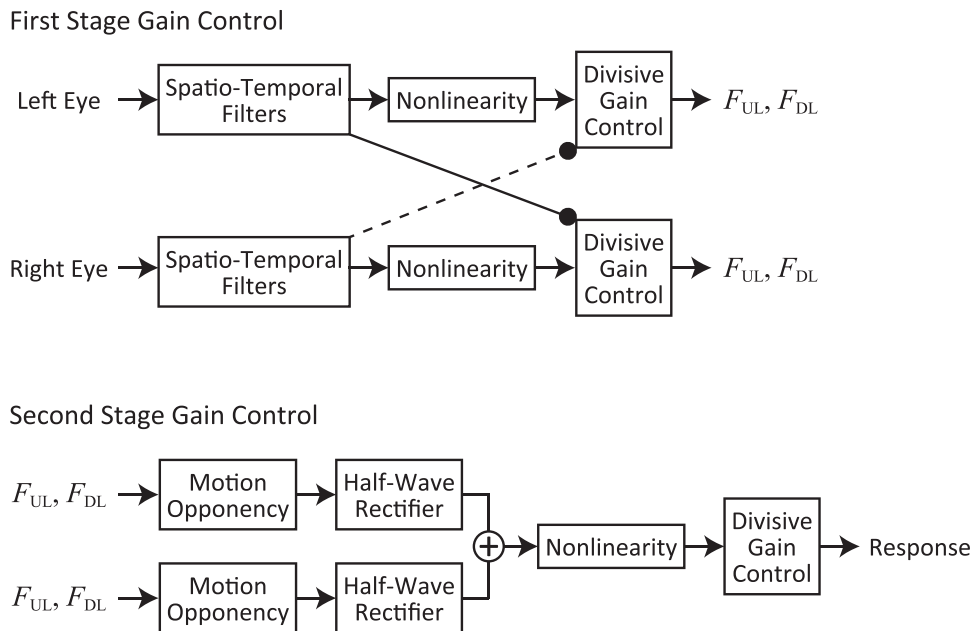 First Stage Gain Control
Left Eye
Spatio-Temporal
Filters
Nonlinearity
Divisive
Gain
Control
F_UL, F_DL
Right Eye
Spatio-Temporal
Filters
Nonlinearity
Divisive
Gain
Control
F_UL, F_DL
Second Stage Gain Control
F_UL, F_DL
Motion
Opponency
Half-Wave
Rectifier
+
Nonlinearity
Divisive
Gain
Control
Response
F_UL, F_DL
Motion
Opponency
Half-Wave
Rectifier